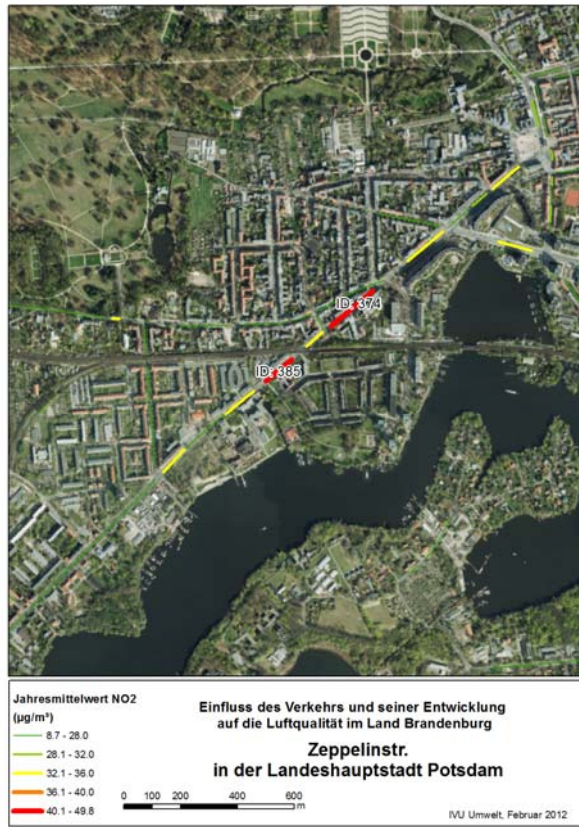 ID: 374
ID: 385
Jahresmittelwert NO2
(µg/m³)
8.7 - 28.0
28.1 - 32.0
32.1 - 36.0
36.1 - 40.0
40.1 - 49.8
Einfluss des Verkehrs und seiner Entwicklung
auf die Luftqualität im Land Brandenburg
Zeppelinstr.
in der Landeshauptstadt Potsdam
0 100 200 400 600
m
IVU Umwelt, Februar 2012